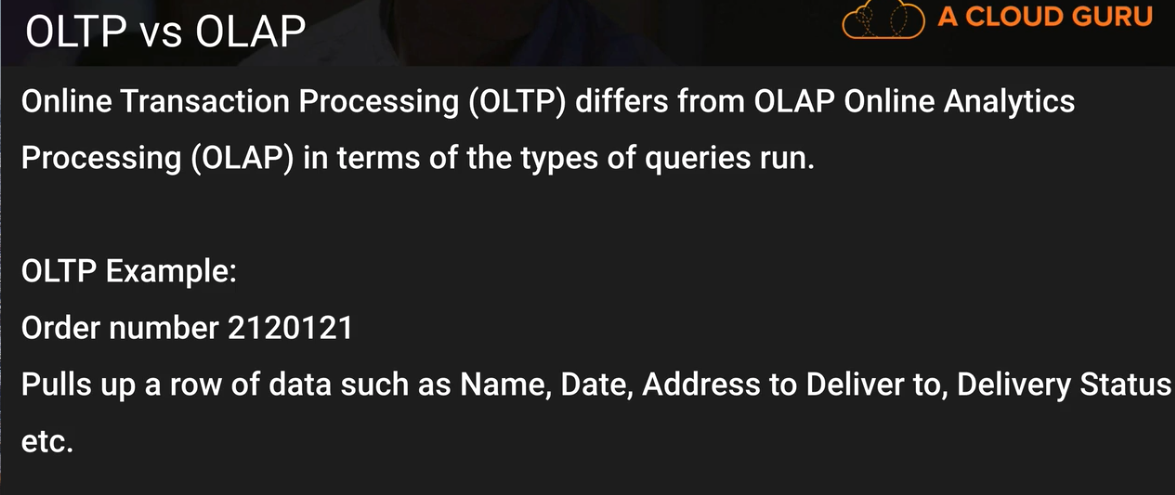 OLTP vs OLAP
A CLOUD GURU
Online Transaction Processing (OLTP) differs from OLAP Online Analytics
Processing (OLAP) in terms of the types of queries run.
OLTP Example:
Order number 2120121
Pulls up a row of data such as Name, Date, Address to Deliver to, Delivery Status
etc.